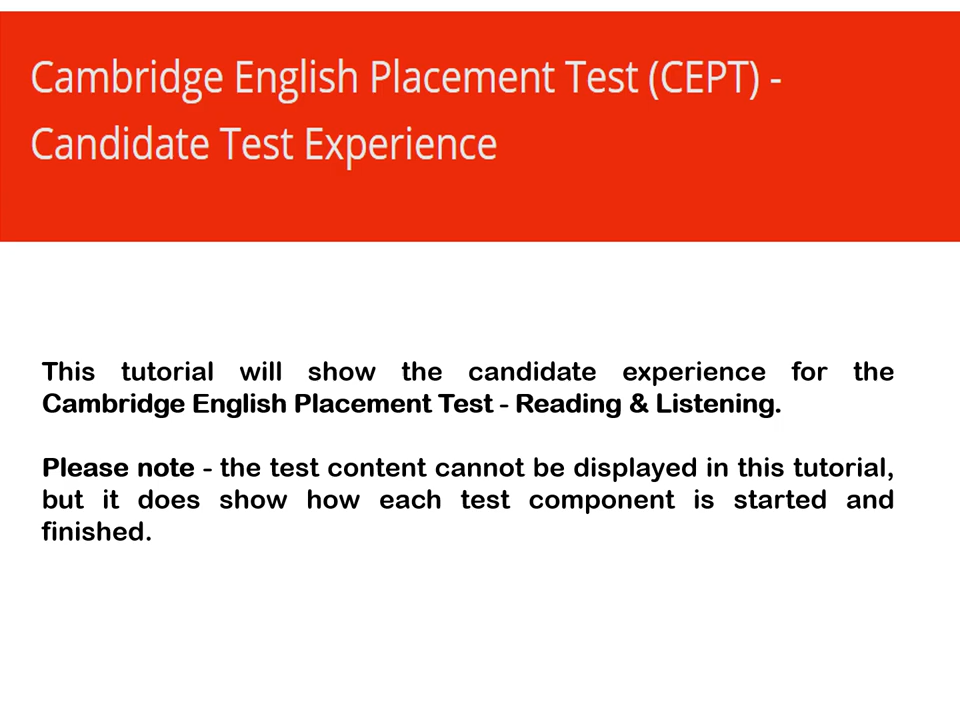 Cambridge English Placement Test (CEPT) -
Candidate Test Experience
This tutorial will show the candidate experience for the
Cambridge English Placement Test - Reading & Listening.
Please note - the test content cannot be displayed in this tutorial,
but it does show how each test component is started and
finished.